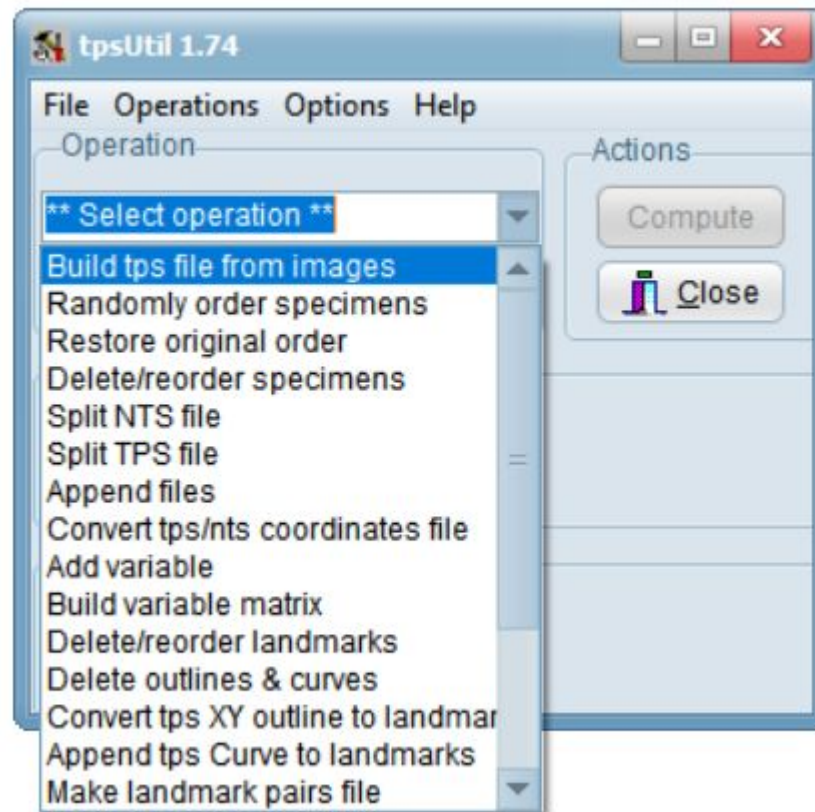 tpsUtil 1.74
File Operations Options Help
Operation
Actions
** Select operation **
Compute
Close
Build tps file from images
Randomly order specimens
Restore original order
Delete/reorder specimens
Split NTS file
Split TPS file
Append files
Convert tps/nts coordinates file
Add variable
Build variable matrix
Delete/reorder landmarks
Delete outlines & curves
Convert tps XY outline to landmar
Append tps Curve to landmarks
Make landmark pairs file